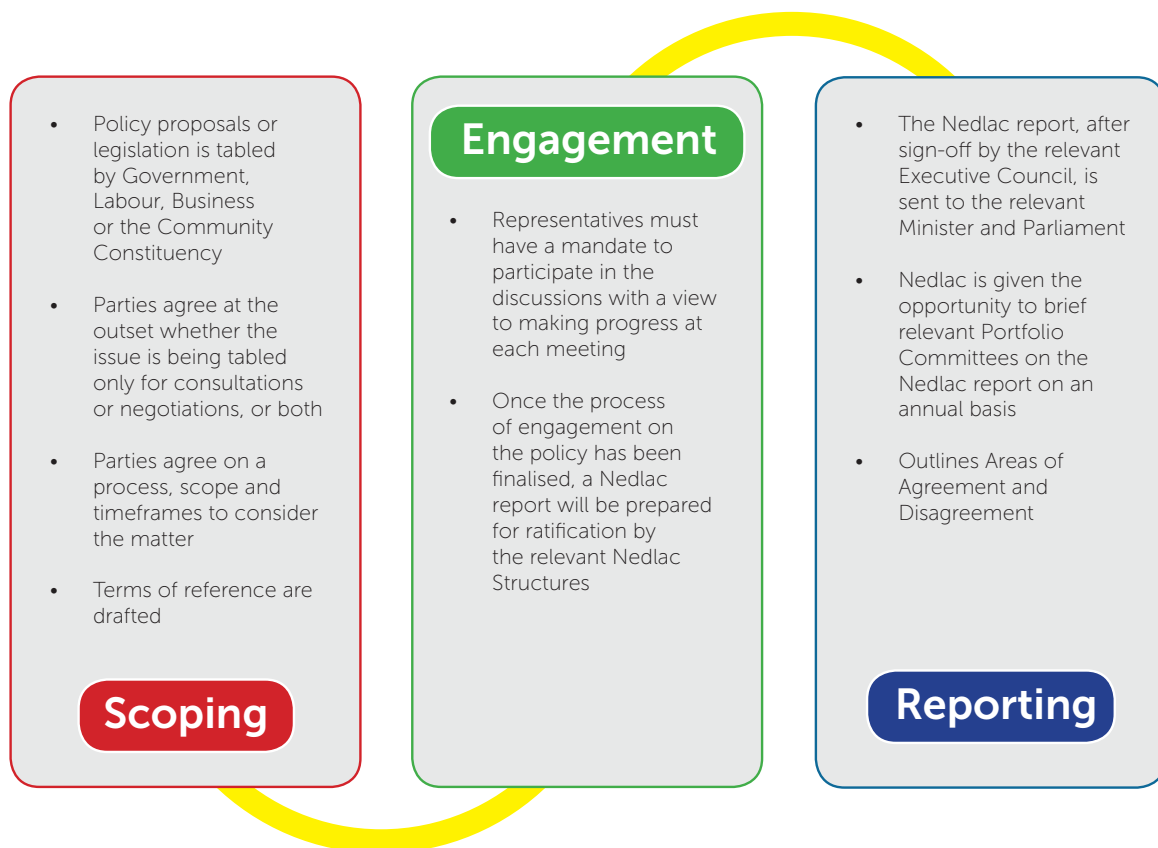 • Policy proposals or
legislation is tabled
by Government,
Labour, Business
or the Community
Constituency
• Parties agree at the
outset whether the
issue is being tabled
only for consultations
or negotiations, or both
• Parties agree on a
process, scope and
timeframes to consider
the matter
• Terms of reference are
drafted
Scoping
Engagement
• Representatives must
have a mandate to
participate in the
discussions with a view
to making progress at
each meeting
• Once the process
of engagement on
the policy has been
finalised, a Nedlac
report will be prepared
for ratification by
the relevant Nedlac
Structures
• The Nedlac report, after
sign-off by the relevant
Executive Council, is
sent to the relevant
Minister and Parliament
• Nedlac is given the
opportunity to brief
relevant Portfolio
Committees on the
Nedlac report on an
annual basis
• Outlines Areas of
Agreement and
Disagreement
Reporting